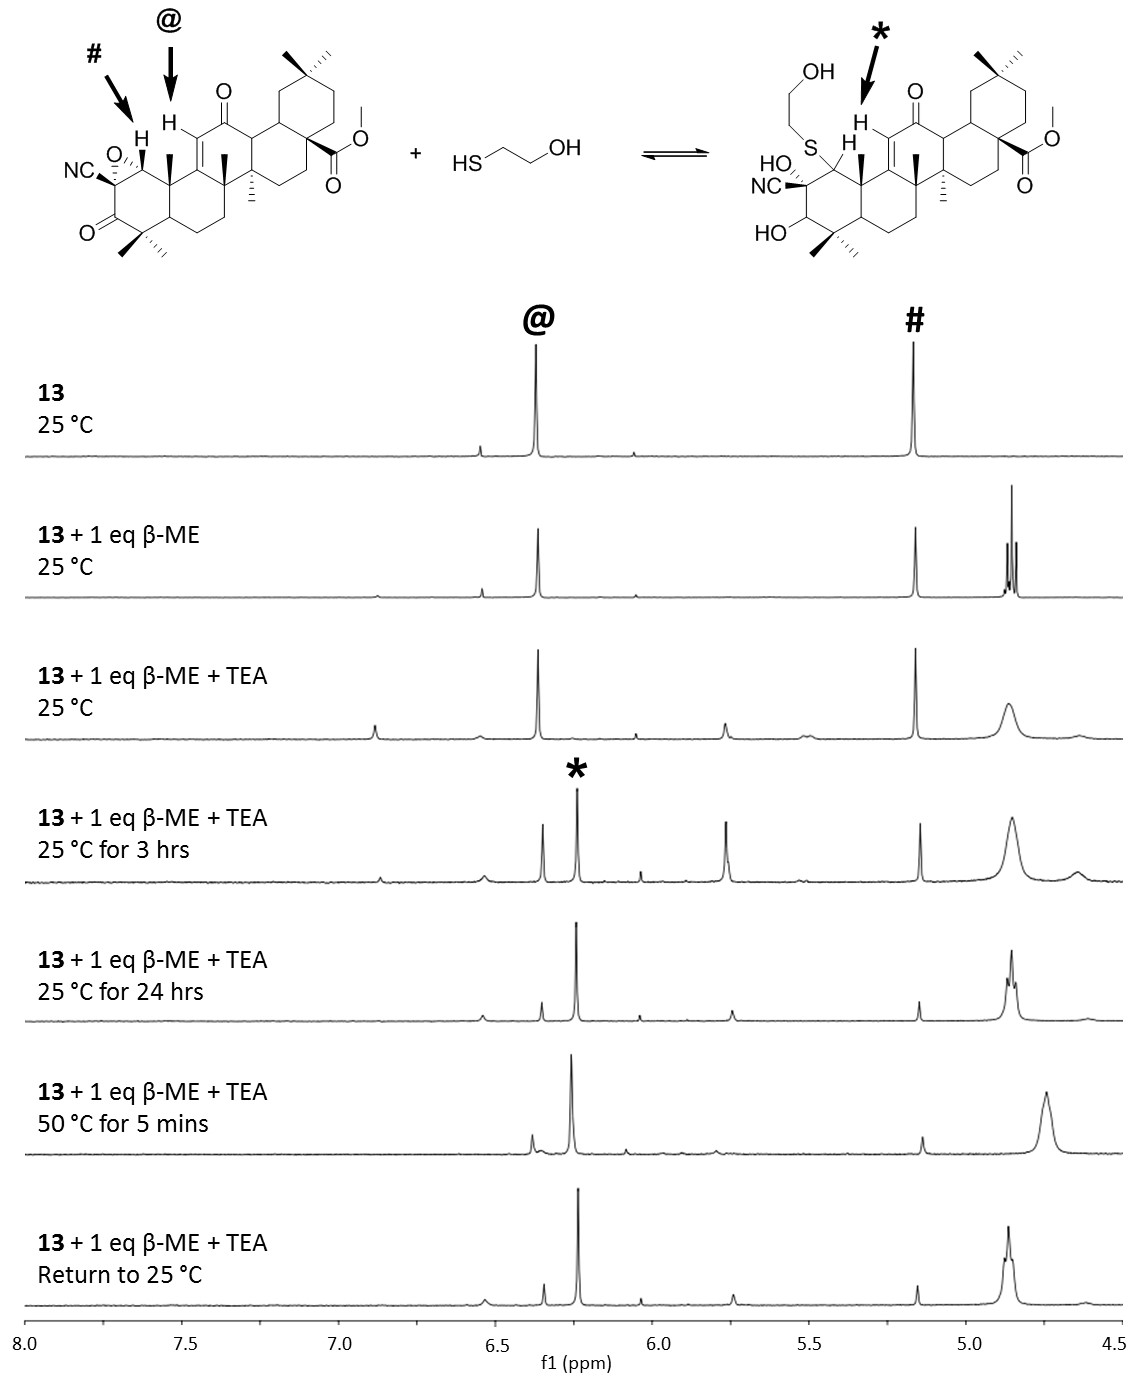 @
#
*
O
OH
O
H
H
O
H
H
O
O
NC
O
O
+
HS
OH
S
HO
NC
HO
O
O
@
#
13
25 °C
13 + 1 eq β-ME
25 °C
13 + 1 eq β-ME + TEA
25 °C
*
13 + 1 eq β-ME + TEA
25 °C for 3 hrs
13 + 1 eq β-ME + TEA
25 °C for 24 hrs
13 + 1 eq β-ME + TEA
50 °C for 5 mins
13 + 1 eq β-ME + TEA
Return to 25 °C
8.0 7.5 7.0 6.5 6.0 5.5 5.0 4.5
f1 (ppm)